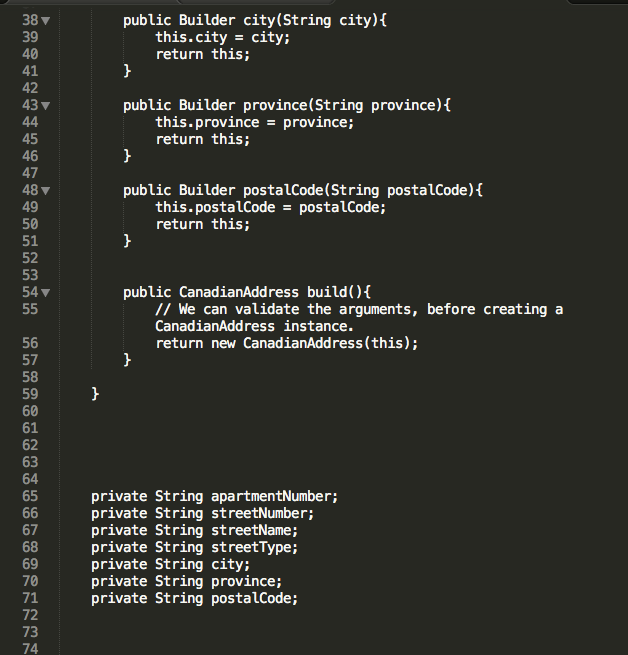 38 public Builder city(String city){
39 this.city = city;
40 return this;
41 }
42
43 public Builder province(String province){
44 this.province = province;
45 return this;
46 }
47
48 public Builder postalCode(String postalCode){
49 this.postalCode = postalCode;
50 return this;
51 }
52
53
54 public CanadianAddress build(){
55 // We can validate the arguments, before creating a
CanadianAddress instance.
56 return new CanadianAddress(this);
57 }
58
59 }
60
61
62
63
64
65 private String apartmentNumber;
66 private String streetNumber;
67 private String streetName;
68 private String streetType;
69 private String city;
70 private String province;
71 private String postalCode;
72
73
74